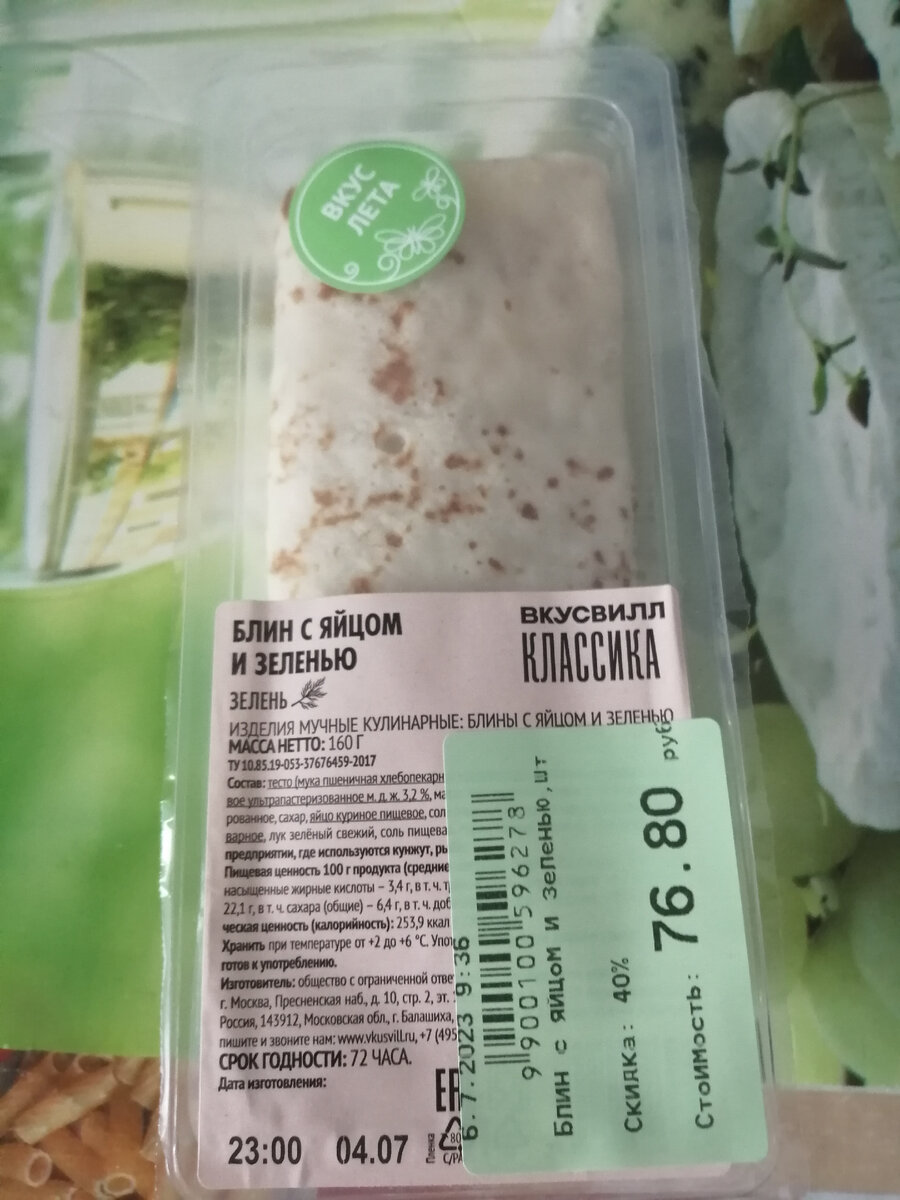 ВКУС
ЛЕТА
БЛИН С ЯЙЦОМ
И ЗЕЛЕНЬЮ
ВКУСВИЛЛ
КЛАССИКА
ЗЕЛЕНЬ
ИЗДЕЛИЯ МУЧНЫЕ КУЛИНАРНЫЕ: БЛИНЫ С ЯЙЦОМ И ЗЕЛЕНЬЮ
МАССА НЕТТО: 160 Г
ТУ 10.85.19-053-37676459-2017
Состав: тесто (мука пшеничная хлебопекарн
вое ультрапастеризованное м. д. ж. 3,2 %, ма
рованное, сахар, яйцо куриное пищевое, сол
варное, лук зелёный свежий, соль пищева
предприятии, где используются кунжут, ры
Пищевая ценность 100 г продукта (средние
насыщенные жирные кислоты – 3,4 г, в т. ч. т
22,1 г, в т. ч. сахара (общие) – 6,4 г, в т. ч. доб
ческая ценность (калорийность): 253,9 ккал
Хранить при температуре от +2 до +6 °С. Упо
готов к употреблению.
Изготовитель: общество с ограниченной отве
г. Москва, Пресненская наб., д. 10, стр. 2, эт.
Россия, 143912, Московская обл., г. Балашиха,
пишите и звоните нам: www.vkusvill.ru, +7 (495
СРОК ГОДНОСТИ: 72 ЧАСА.
Дата изготовления:
23:00 04.07
Пленка
80
С/РА
6.7.2023 9:36
9900100596278
Блин с яйцом и зеленью,шт
Скидка: 40%
Стоимость: 76.80 руб